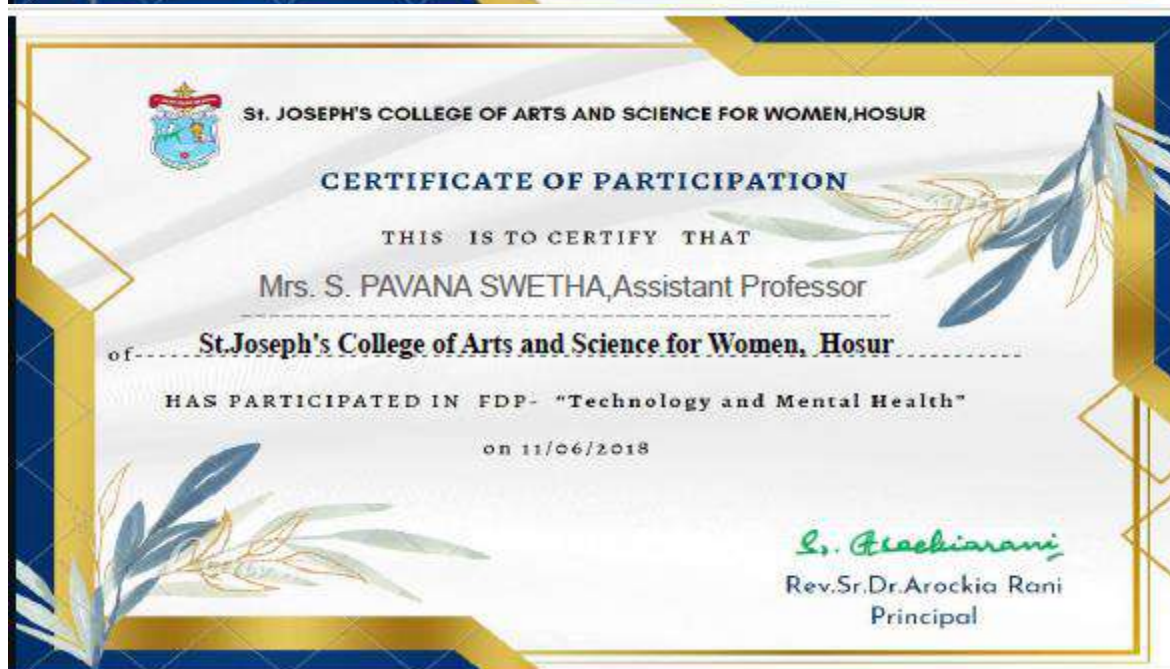 St. JOSEPH'S COLLEGE OF ARTS AND SCIENCE FOR WOMEN,HOSUR
CERTIFICATE OF PARTICIPATION
THIS IS TO CERTIFY THAT
Mrs. S. PAVANA SWETHA,Assistant Professor
of St.Joseph's College of Arts and Science for Women, Hosur
HAS PARTICIPATED IN FDP- "Technology and Mental Health"
on 11/06/2018
Rev.Sr.Dr.Arockia Rani
Principal